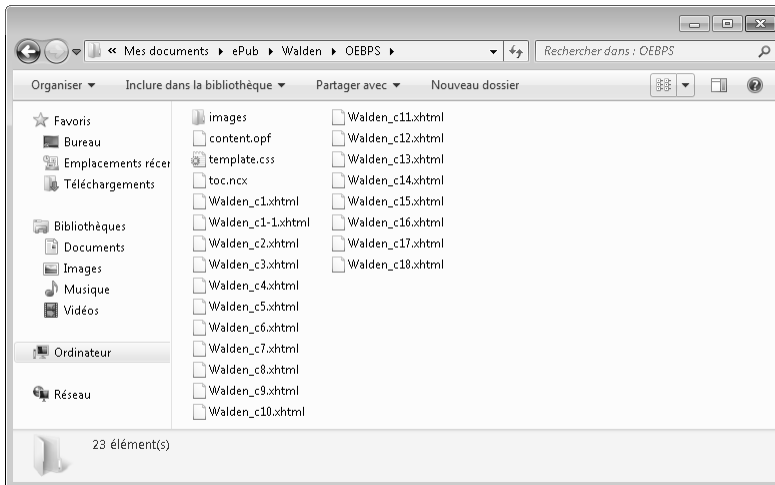 « Mes documents ▸ ePub ▸ Walden ▸ OEBPS ▸
Rechercher dans : OEBPS
Organiser
Inclure dans la bibliothèque
Partager avec
Nouveau dossier
Favoris
Bureau
Emplacements récer
Téléchargements
Bibliothèques
Documents
Images
Musique
Vidéos
Ordinateur
Réseau
images
content.opf
template.css
toc.ncx
Walden_c1.xhtml
Walden_c1-1.xhtml
Walden_c2.xhtml
Walden_c3.xhtml
Walden_c4.xhtml
Walden_c5.xhtml
Walden_c6.xhtml
Walden_c7.xhtml
Walden_c8.xhtml
Walden_c9.xhtml
Walden_c10.xhtml
Walden_c11.xhtml
Walden_c12.xhtml
Walden_c13.xhtml
Walden_c14.xhtml
Walden_c15.xhtml
Walden_c16.xhtml
Walden_c17.xhtml
Walden_c18.xhtml
23 élément(s)